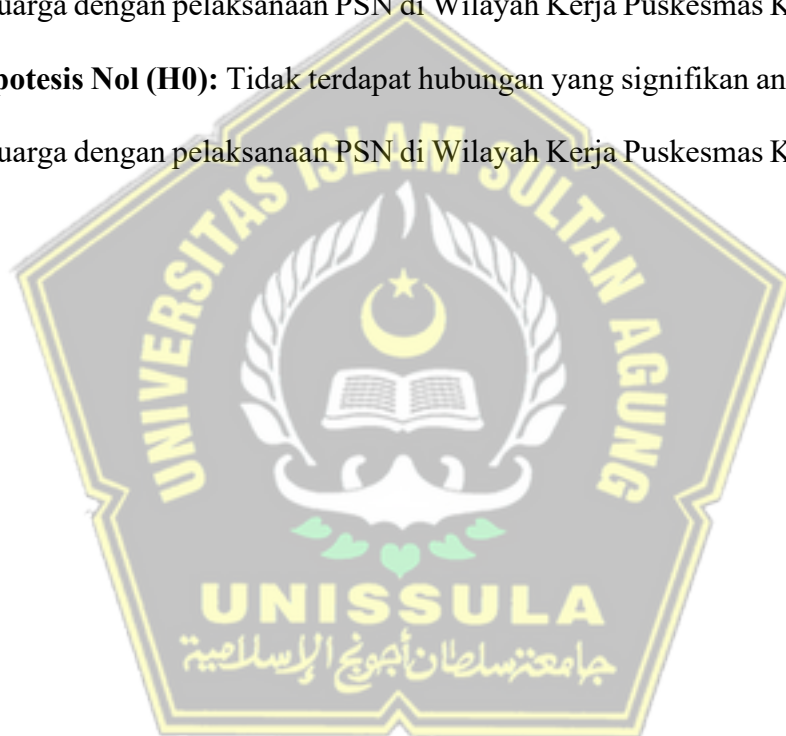 uarga dengan pelaksanaan PSN di Wilayah Kerja Puskesmas K
potesis Nol (H0): Tidak terdapat hubungan yang signifikan an
uarga dengan pelaksanaan PSN di Wilayah Kerja Puskesmas K
UNIVERSITAS ISLAM SULTAN AGUNG
UNISSULA
جامعة سلطان أجونج الإسلامية